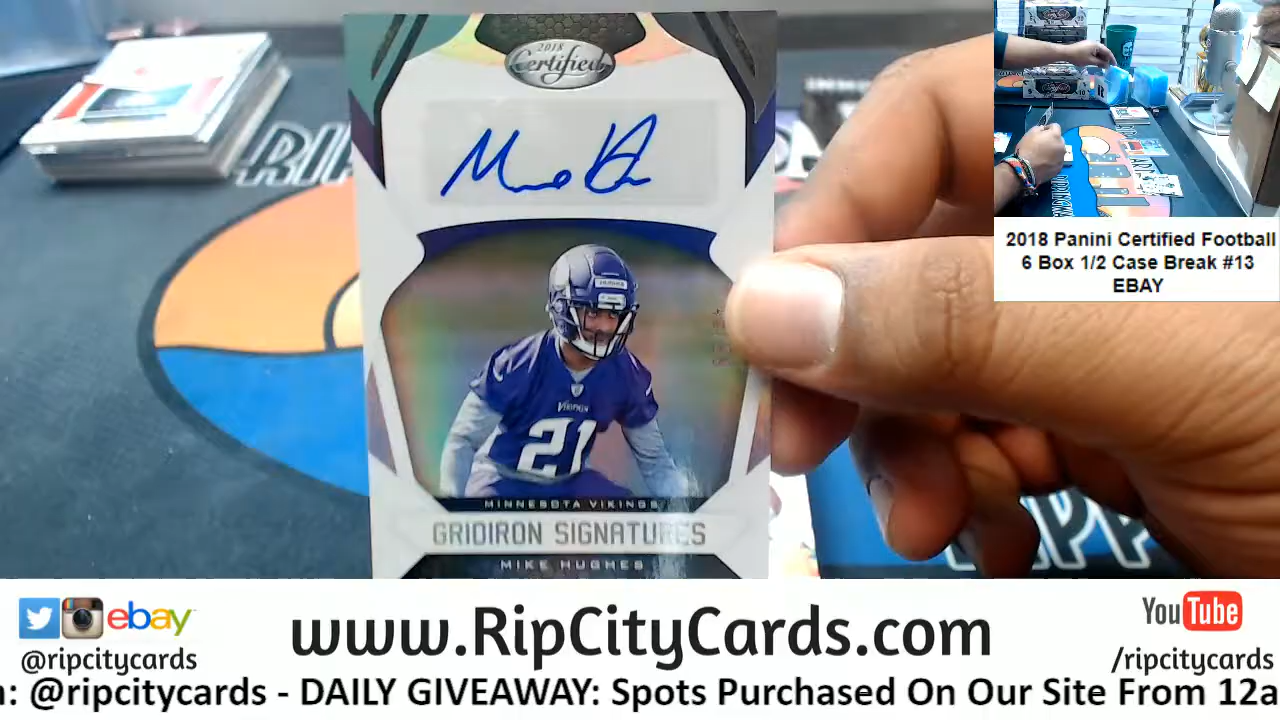 2018
Certified
HUGHES
VIKINGS
21
MINNESOTA VIKINGS
GRIDIRON SIGNATURES
MIKE HUGHES
2018 Panini Certified Football
6 Box 1/2 Case Break #13
EBAY
ebay
@ripcitycards
www.RipCityCards.com
YouTube
/ripcitycards
: @ripcitycards - DAILY GIVEAWAY: Spots Purchased On Our Site From 12a